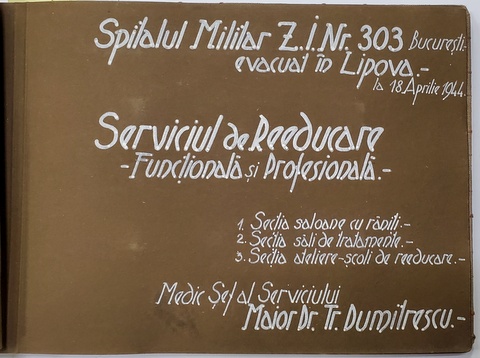 Spitalul Militar Z.I.Nr. 303 București.
evacuat în Lipova.-
la 18 Aprilie 1944.
Serviciul de Reeducare
-Funcțională și Profesională.-
1. Secția saloane cu răniți.-
2. Secția săli de tratamente.-
3. Secția ateliere-școli de reeducare.-
Medic Șef al Serviciului
Maior Dr. Tr. Dumitrescu.-